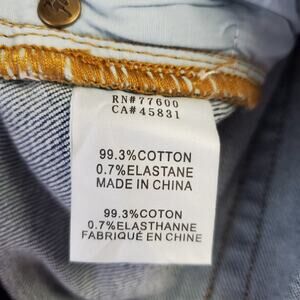 RN#77600
CA#45831
99.3%COTTON
0.7%ELASTANE
MADE IN CHINA
99.3%COTON
0.7%ELASTHANNE
FABRIQUÉ EN CHINE